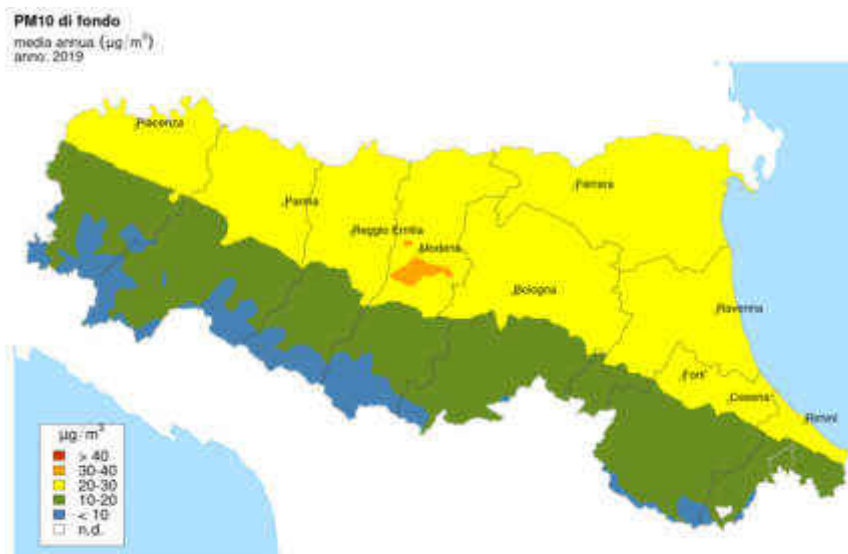 PM10 di fondo
media annua (µg/m³)
anno: 2019
Piacenza
Parma
Ferrara
Reggio Emilia
Modena
Bologna
Ravenna
Forlì
Cesena
Rimini
µg/m³
> 40
30-40
20-30
10-20
< 10
n.d.